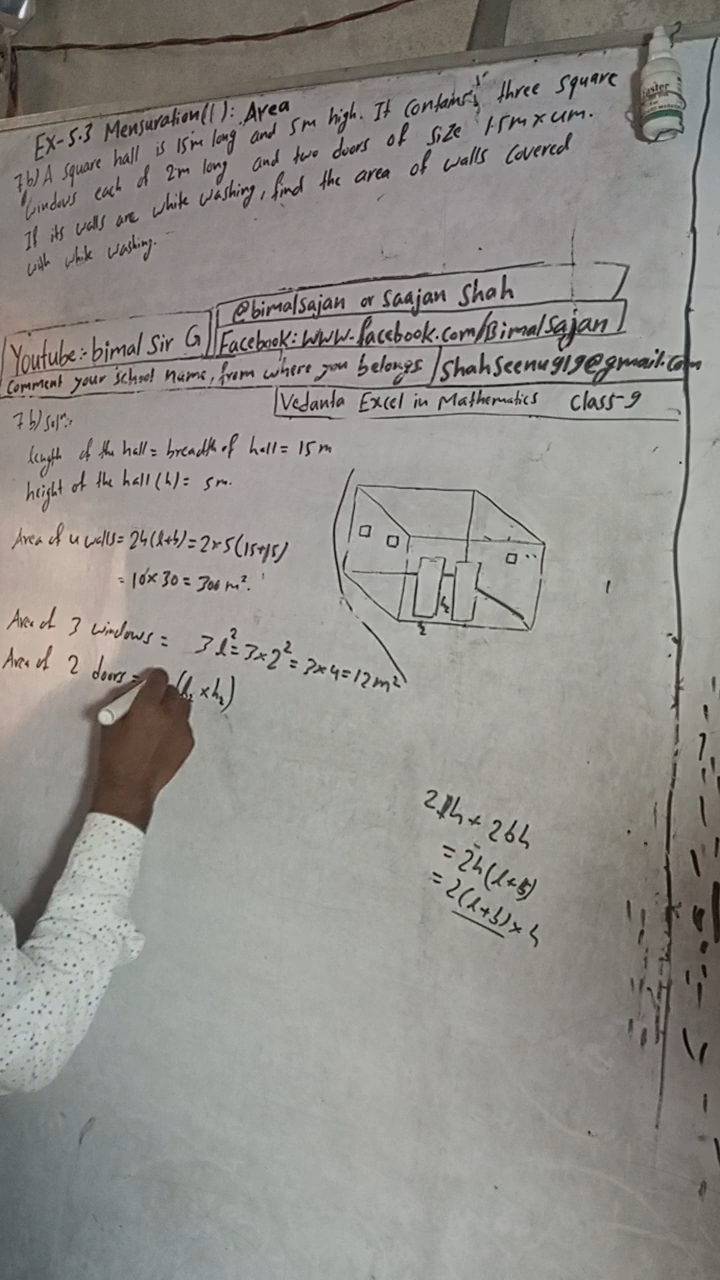 EX-5.3 Mensuration(I): Area
7b) A square hall is 15m long and 5m high. It contains three square
windows each of 2m long and two doors of size 1.5m×4m.
If its walls are white washing, find the area of walls covered
with white washing.
@bimalsajan or Saajan Shah
Youtube:- bimal Sir G
Facebook: www.facebook.com/Bimalsajan
Comment your school name, from where you belongs
shahseenu919@gmail.com
Vedanta Excel in Mathematics Class-9
7b) Soln:-
length of the hall = breadth of hall = 15m
height of the hall (h) = 5m.
Area of 4 walls = 2h(l+b) = 2×5(15+15)
= 10×30 = 300m².
Area of 3 windows = 3l² = 3×2² = 3×4 = 12m²
Area of 2 doors = (l₂×h₂)
2lh + 2bh
= 2h(l+b)
= 2(l+b)×h